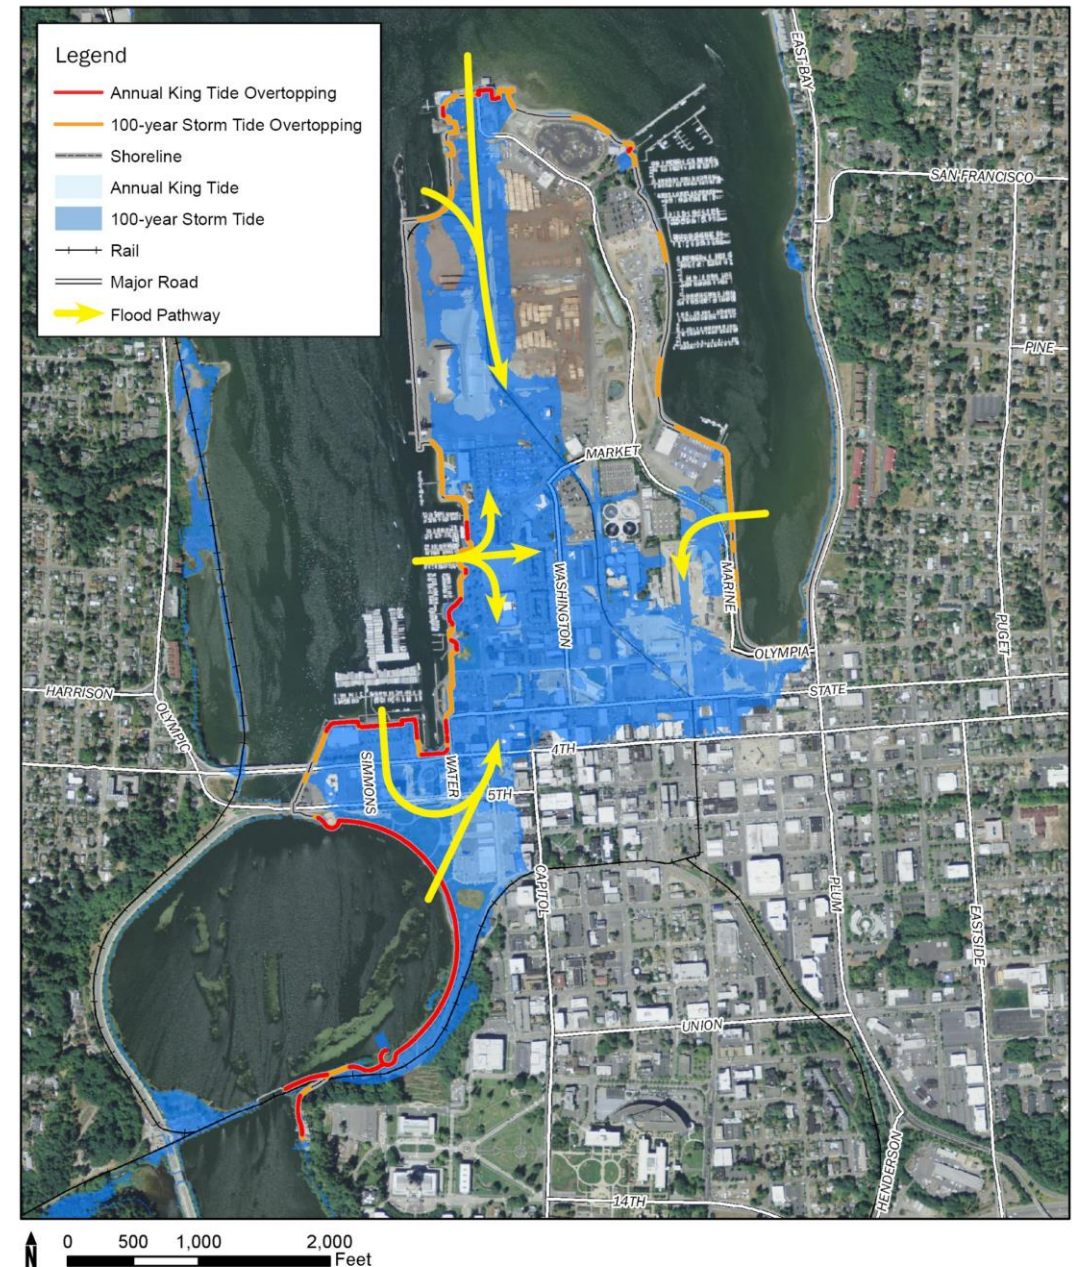 Legend
Annual King Tide Overtopping
100-year Storm Tide Overtopping
Shoreline
Annual King Tide
100-year Storm Tide
Rail
Major Road
Flood Pathway
EAST BAY
SAN FRANCISCO
PINE
MARKET
WASHINGTON
MARINE
PUGET
OLYMPIA
HARRISON
OLYMPIC
STATE
4TH
SIMMONS
WATER
5TH
CAPITOL
PLUM
EASTSIDE
UNION
HENDERSON
14TH
N
0 500 1,000 2,000
Feet